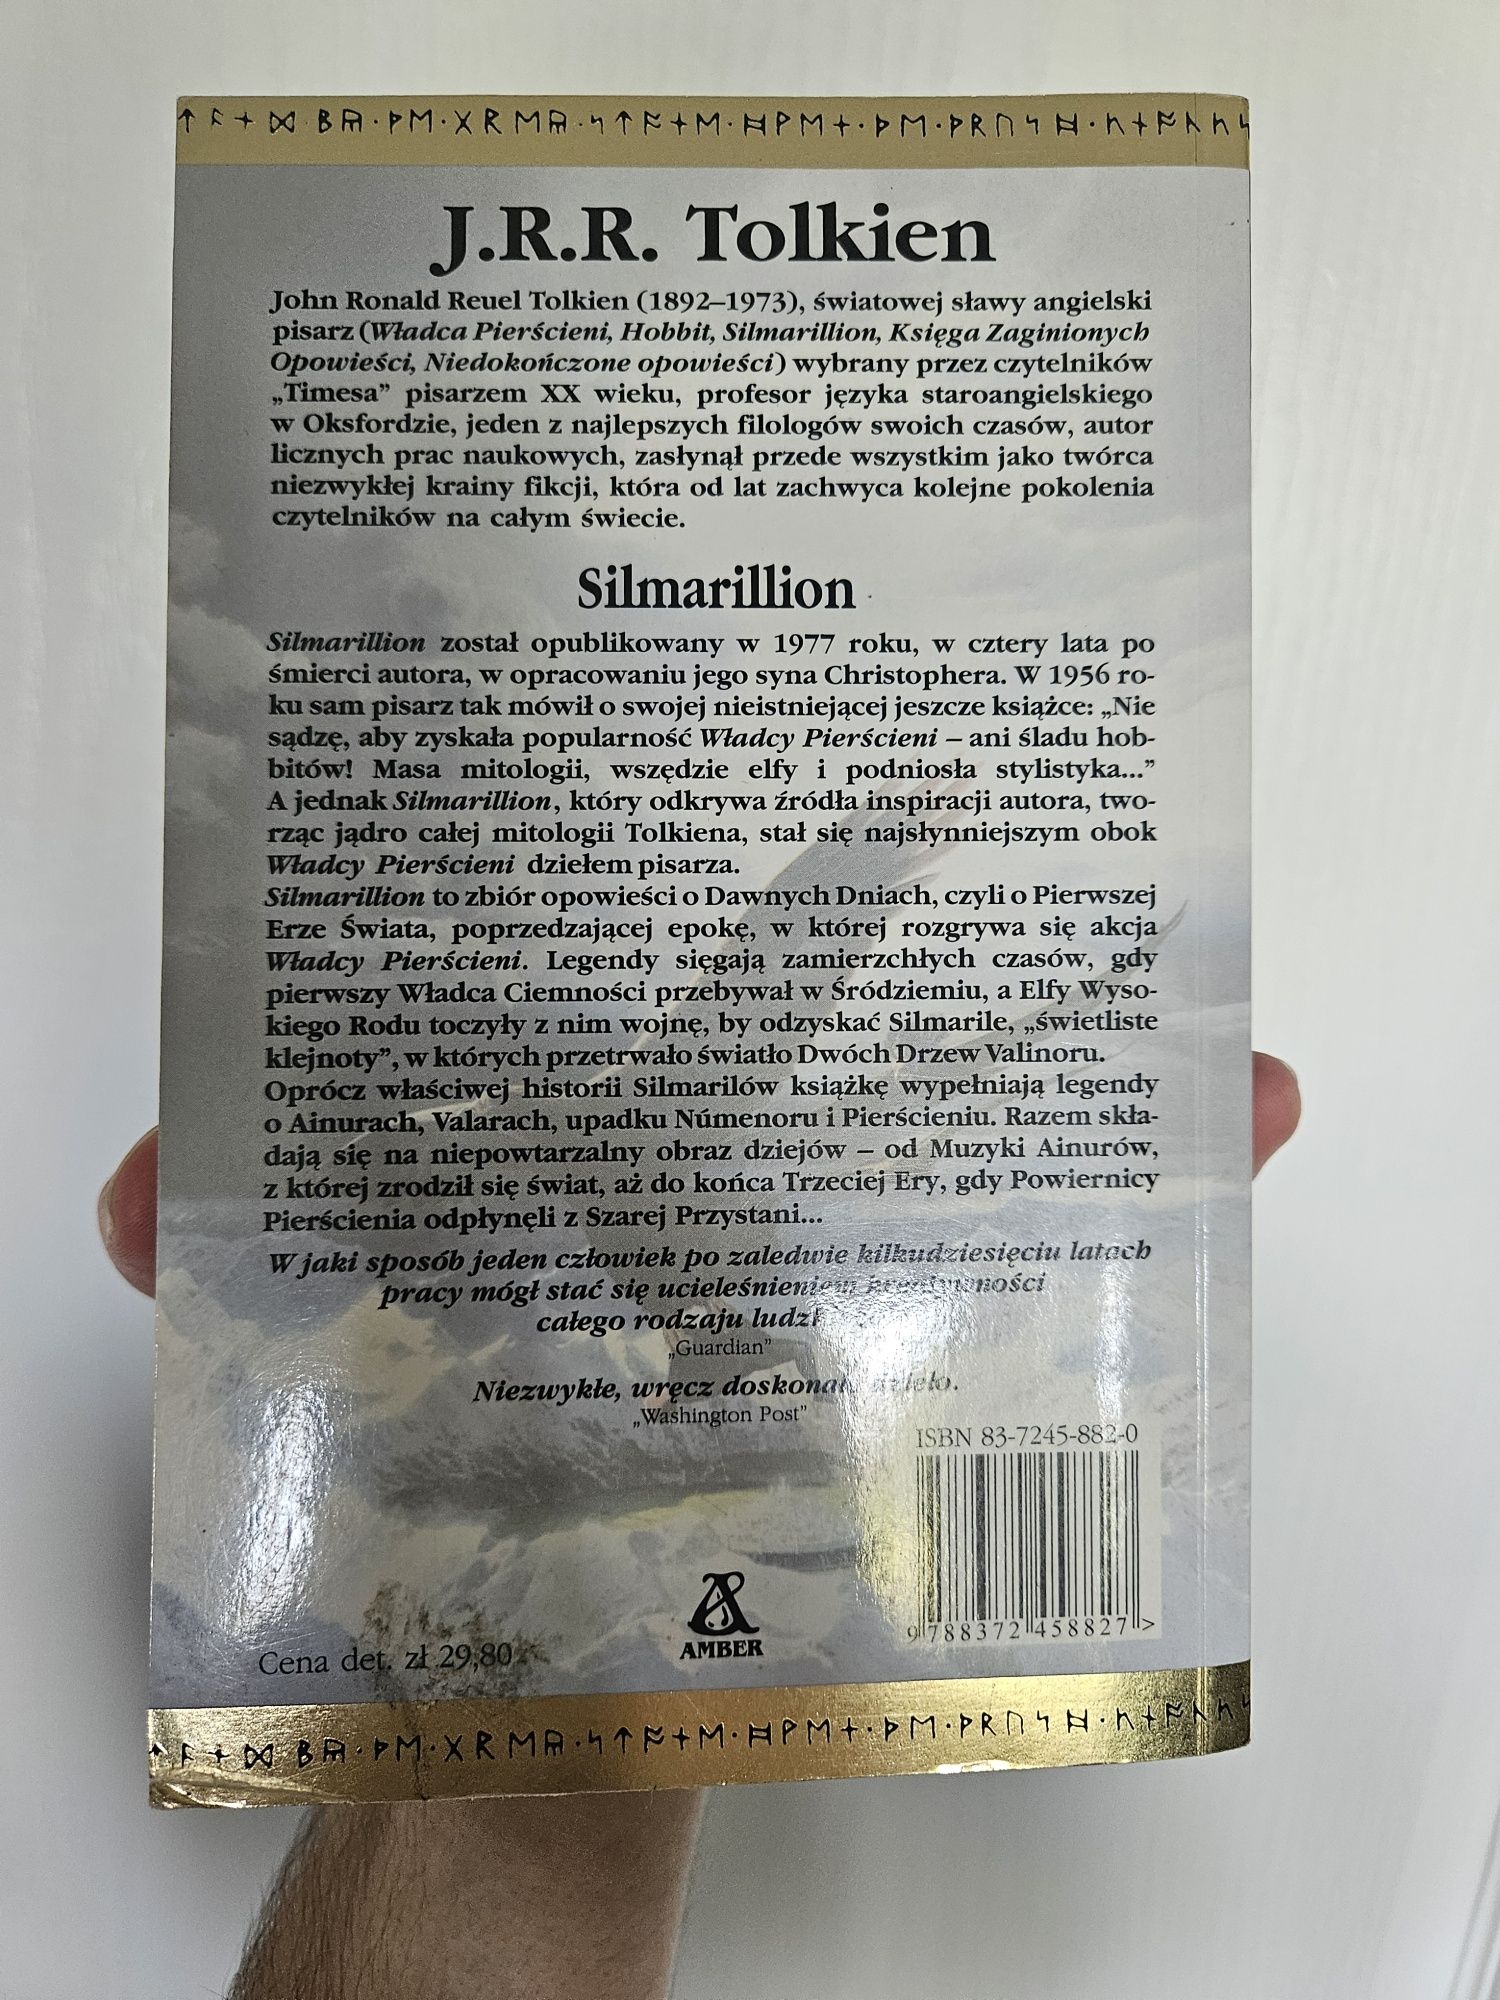 J.R.R. Tolkien
John Ronald Reuel Tolkien (1892–1973), światowej sławy angielski
pisarz (Władca Pierścieni, Hobbit, Silmarillion, Księga Zaginionych
Opowieści, Niedokończone opowieści) wybrany przez czytelników
„Timesa” pisarzem XX wieku, profesor języka staroangielskiego
w Oksfordzie, jeden z najlepszych filologów swoich czasów, autor
licznych prac naukowych, zasłynął przede wszystkim jako twórca
niezwykłej krainy fikcji, która od lat zachwyca kolejne pokolenia
czytelników na całym świecie.
Silmarillion
Silmarillion został opublikowany w 1977 roku, w cztery lata po
śmierci autora, w opracowaniu jego syna Christophera. W 1956 ro-
ku sam pisarz tak mówił o swojej nieistniejącej jeszcze książce: „Nie
sądzę, aby zyskała popularność Władcy Pierścieni – ani śladu hob-
bitów! Masa mitologii, wszędzie elfy i podniosła stylistyka...”
A jednak Silmarillion, który odkrywa źródła inspiracji autora, two-
rząc jądro całej mitologii Tolkiena, stał się najsłynniejszym obok
Władcy Pierścieni dziełem pisarza.
Silmarillion to zbiór opowieści o Dawnych Dniach, czyli o Pierwszej
Erze Świata, poprzedzającej epokę, w której rozgrywa się akcja
Władcy Pierścieni. Legendy sięgają zamierzchłych czasów, gdy
pierwszy Władca Ciemności przebywał w Śródziemiu, a Elfy Wyso-
kiego Rodu toczyły z nim wojnę, by odzyskać Silmarile, „świetliste
klejnoty”, w których przetrwało światło Dwóch Drzew Valinoru.
Oprócz właściwej historii Silmarilów książkę wypełniają legendy
o Ainurach, Valarach, upadku Númenoru i Pierścieniu. Razem skła-
dają się na niepowtarzalny obraz dziejów – od Muzyki Ainurów,
z której zrodził się świat, aż do końca Trzeciej Ery, gdy Powiernicy
Pierścienia odpłynęli z Szarej Przystani...
W jaki sposób jeden człowiek po zaledwie kilkudziesięciu latach
pracy mógł stać się ucieleśnieniem kreatywności
całego rodzaju
„Guardian”
Niezwykłe, wręcz dzieło.
„Washington Post”
ISBN 83-7245-882-0
9 788372 458827 >
AMBER
Cena det. zł 29,80